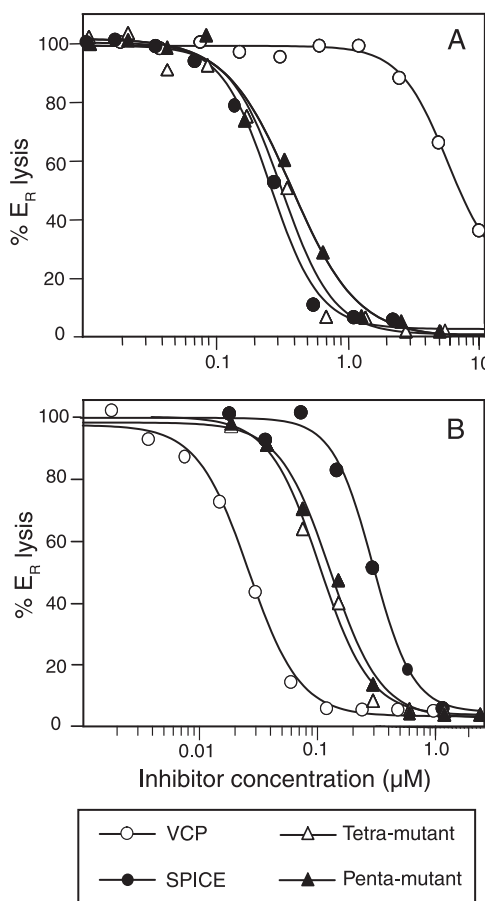 A
100
80
60
40
20
0
% E_R lysis
0.1
1.0
10
B
100
80
60
40
20
0
% E_R lysis
0.01
0.1
1.0
Inhibitor concentration (µM)
VCP
Tetra-mutant
SPICE
Penta-mutant